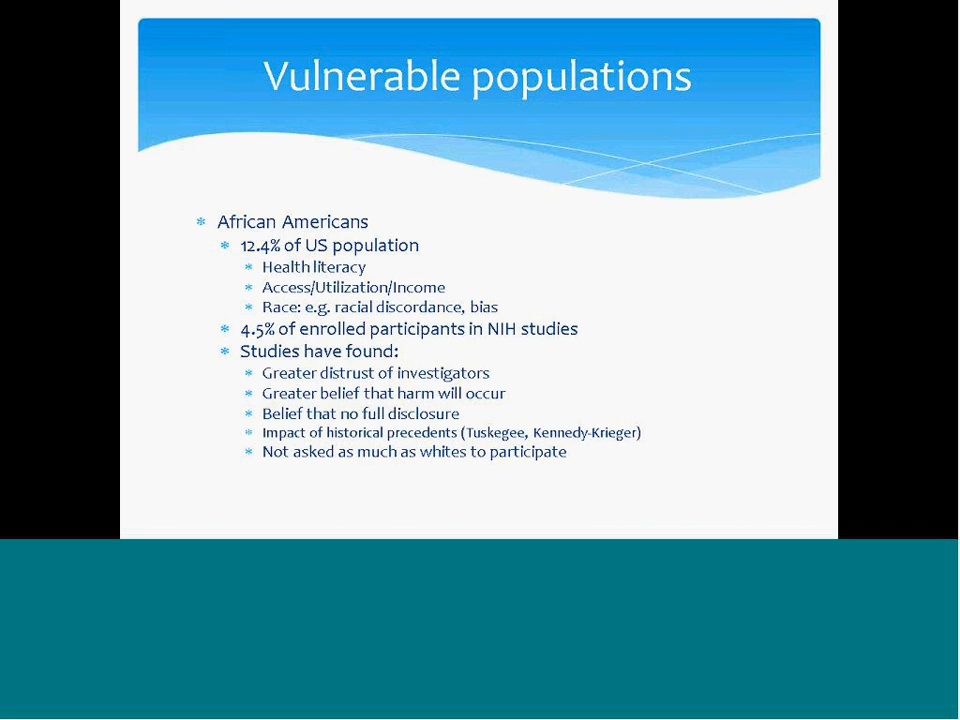 Vulnerable populations
* African Americans
* 12.4% of US population
* Health literacy
* Access/Utilization/Income
* Race: e.g. racial discordance, bias
* 4.5% of enrolled participants in NIH studies
* Studies have found:
* Greater distrust of investigators
* Greater belief that harm will occur
* Belief that no full disclosure
* Impact of historical precedents (Tuskegee, Kennedy-Krieger)
* Not asked as much as whites to participate